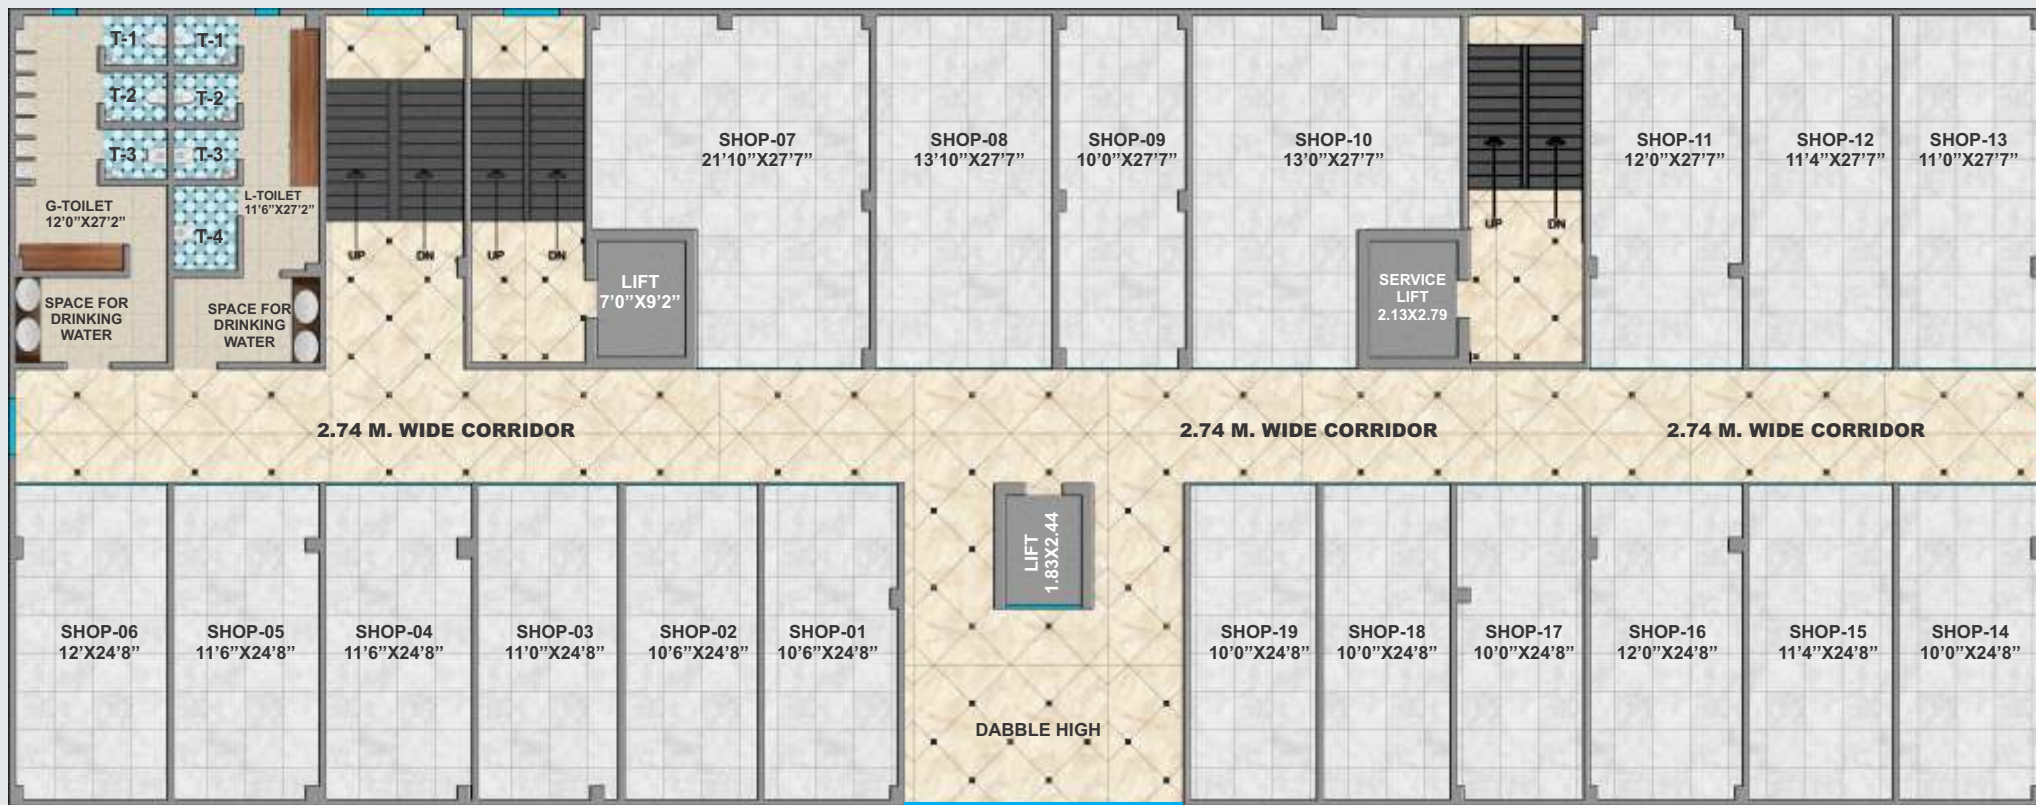 T-1
T-1
T-2
T-2
T-3
T-3
T-4
G-TOILET
12’0”X27’2”
L-TOILET
11’6”X27’2”
SPACE FOR
DRINKING
WATER
SPACE FOR
DRINKING
WATER
UP
DN
UP
DN
LIFT
7’0”X9’2”
SHOP-07
21’10”X27’7”
SHOP-08
13’10”X27’7”
SHOP-09
10’0”X27’7”
SHOP-10
13’0”X27’7”
SERVICE
LIFT
2.13X2.79
UP
DN
SHOP-11
12’0”X27’7”
SHOP-12
11’4”X27’7”
SHOP-13
11’0”X27’7”
2.74 M. WIDE CORRIDOR
2.74 M. WIDE CORRIDOR
2.74 M. WIDE CORRIDOR
SHOP-06
12’X24’8”
SHOP-05
11’6”X24’8”
SHOP-04
11’6”X24’8”
SHOP-03
11’0”X24’8”
SHOP-02
10’6”X24’8”
SHOP-01
10’6”X24’8”
LIFT
1.83X2.44
DABBLE HIGH
SHOP-19
10’0”X24’8”
SHOP-18
10’0”X24’8”
SHOP-17
10’0”X24’8”
SHOP-16
12’0”X24’8”
SHOP-15
11’4”X24’8”
SHOP-14
10’0”X24’8”